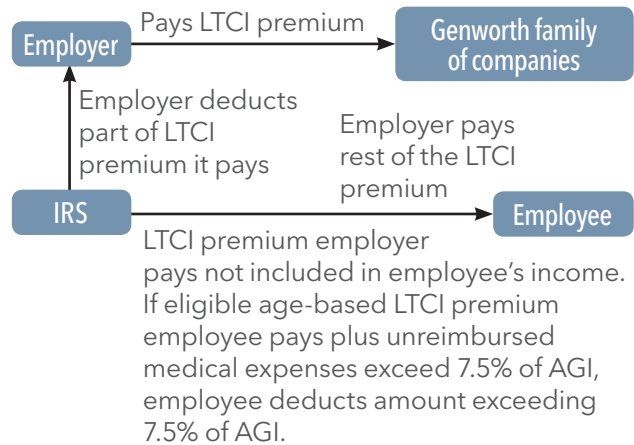 Pays LTCI premium
Employer
Genworth family
of companies
Employer deducts
part of LTCI
premium it pays
Employer pays
rest of the LTCI
premium
IRS
Employee
LTCI premium employer
pays not included in employee's income.
If eligible age-based LTCI premium
employee pays plus unreimbursed
medical expenses exceed 7.5% of AGI,
employee deducts amount exceeding
7.5% of AGI.